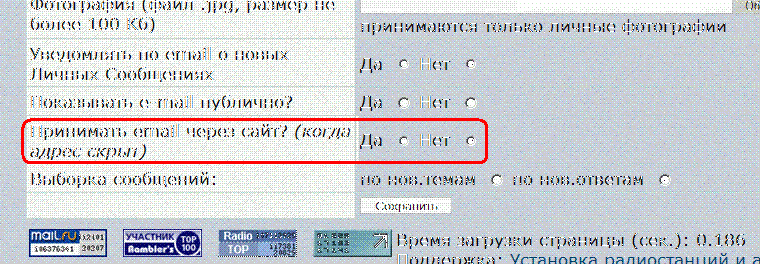 Фотография (файл .jpg, размер не
более 100 Кб)
принимаются только личные фотографии
Уведомлять по email о новых
Личных Сообщениях
Да Нет
Показывать e-mail публично?
Да Нет
Принимать email через сайт? (когда
адрес скрыт)
Да Нет
Выборка сообщений:
по нов.темам по нов.ответам
Сохранить
mail.ru
УЧАСТНИК
Rambler's
TOP
100
Radio
TOP
Время загрузки страницы (сек.): 0.186
Поддержка: Установка радиостанций и а